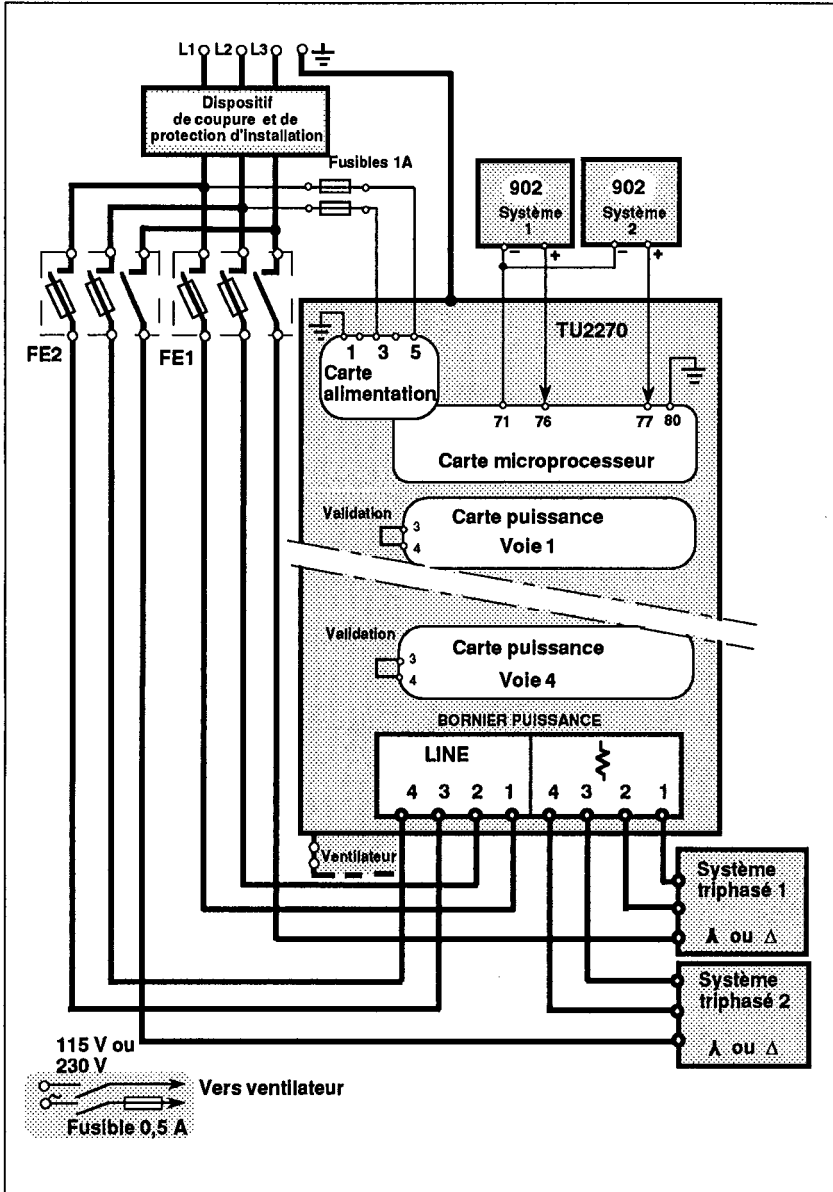 L1 L2 L3
Dispositif
de coupure et de
protection d'installation
Fusibles 1A
902
Système
1
902
Système
2
- + - +
FE2 FE1
TU2270
1 3 5
Carte
alimentation
71 76 77 80
Carte microprocesseur
Validation
3
4
Carte puissance
Voie 1
Validation
3
4
Carte puissance
Voie 4
BORNIER PUISSANCE
LINE
4 3 2 1 4 3 2 1
Ventilateur
Système
triphasé 1
⅄ ou Δ
Système
triphasé 2
⅄ ou Δ
115 V ou
230 V
~
Vers ventilateur
Fusible 0,5 A